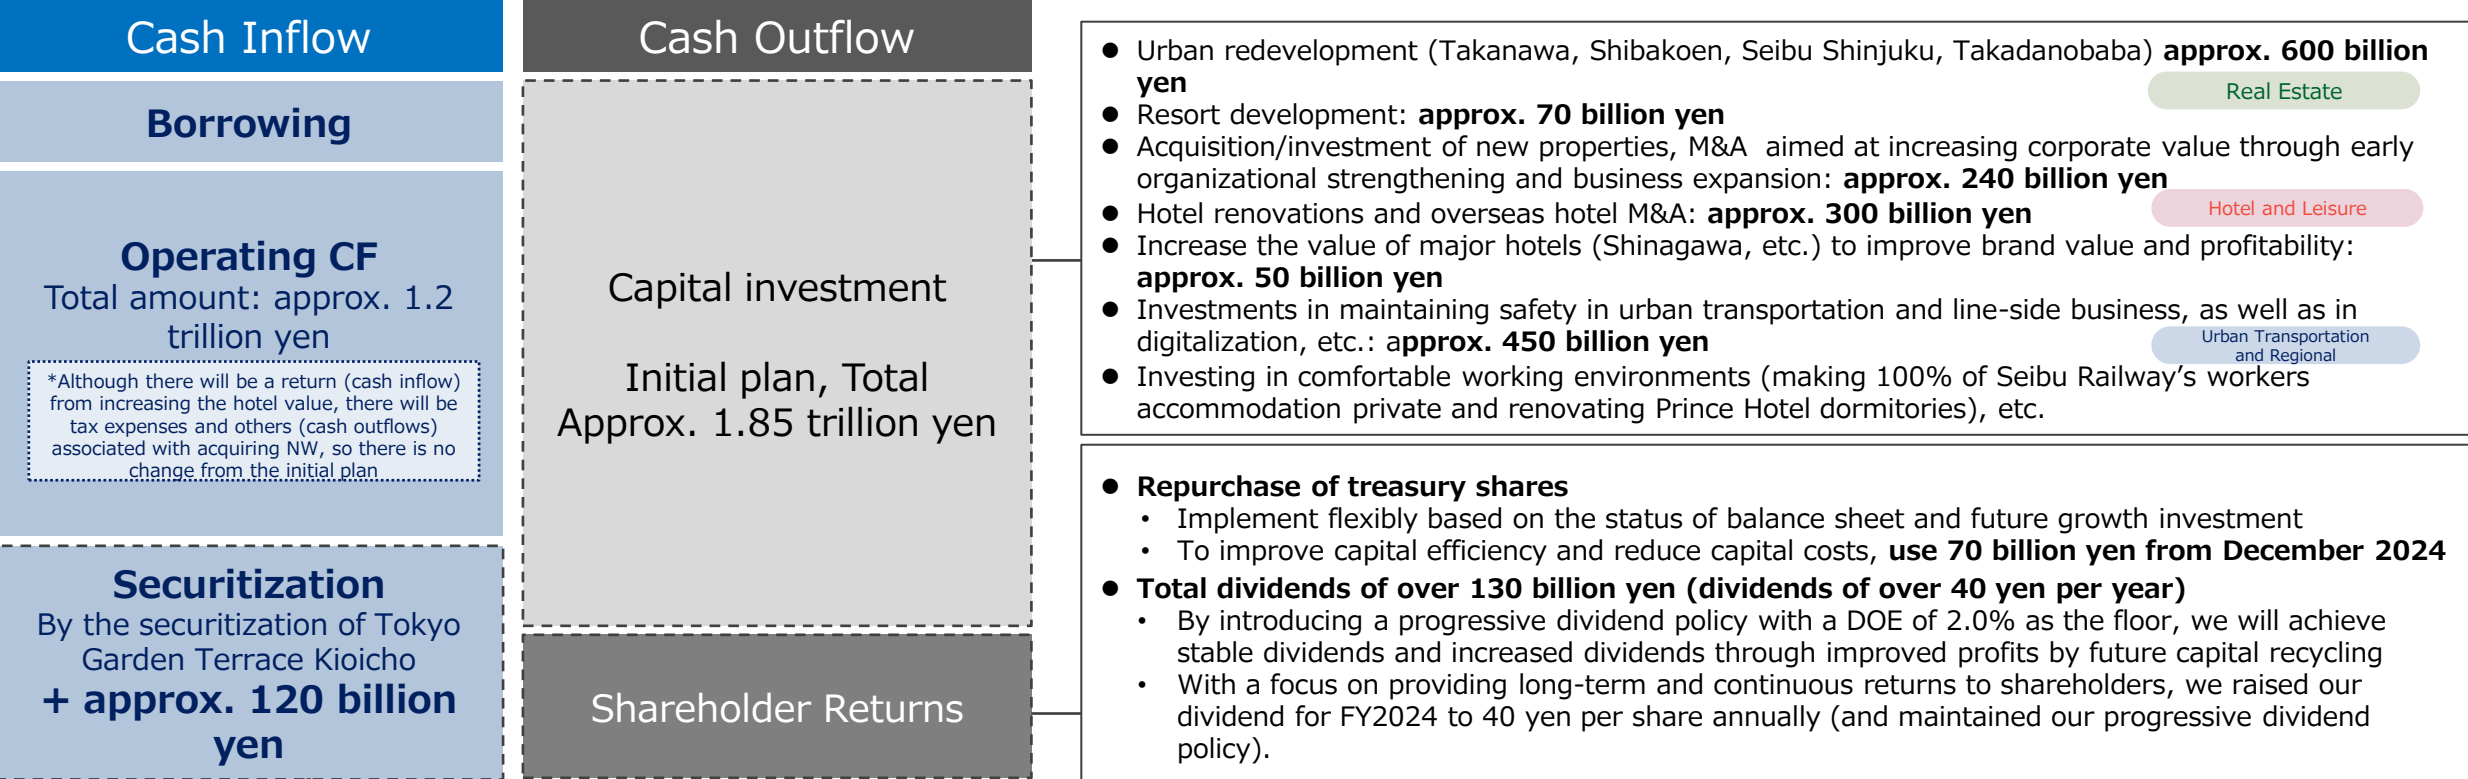 Cash Inflow
Borrowing
Operating CF
Total amount: approx. 1.2
trillion yen
*Although there will be a return (cash inflow)
from increasing the hotel value, there will be
tax expenses and others (cash outflows)
associated with acquiring NW, so there is no
change from the initial plan
Securitization
By the securitization of Tokyo
Garden Terrace Kioicho
+ approx. 120 billion
yen
Cash Outflow
Capital investment
Initial plan, Total
Approx. 1.85 trillion yen
Shareholder Returns
● Urban redevelopment (Takanawa, Shibakoen, Seibu Shinjuku, Takadanobaba) approx. 600 billion
yen
Real Estate
● Resort development: approx. 70 billion yen
● Acquisition/investment of new properties, M&A aimed at increasing corporate value through early
organizational strengthening and business expansion: approx. 240 billion yen
● Hotel renovations and overseas hotel M&A: approx. 300 billion yen
Hotel and Leisure
● Increase the value of major hotels (Shinagawa, etc.) to improve brand value and profitability:
approx. 50 billion yen
● Investments in maintaining safety in urban transportation and line-side business, as well as in
digitalization, etc.: approx. 450 billion yen
Urban Transportation
and Regional
● Investing in comfortable working environments (making 100% of Seibu Railway's workers
accommodation private and renovating Prince Hotel dormitories), etc.
● Repurchase of treasury shares
• Implement flexibly based on the status of balance sheet and future growth investment
• To improve capital efficiency and reduce capital costs, use 70 billion yen from December 2024
● Total dividends of over 130 billion yen (dividends of over 40 yen per year)
• By introducing a progressive dividend policy with a DOE of 2.0% as the floor, we will achieve
stable dividends and increased dividends through improved profits by future capital recycling
• With a focus on providing long-term and continuous returns to shareholders, we raised our
dividend for FY2024 to 40 yen per share annually (and maintained our progressive dividend
policy).